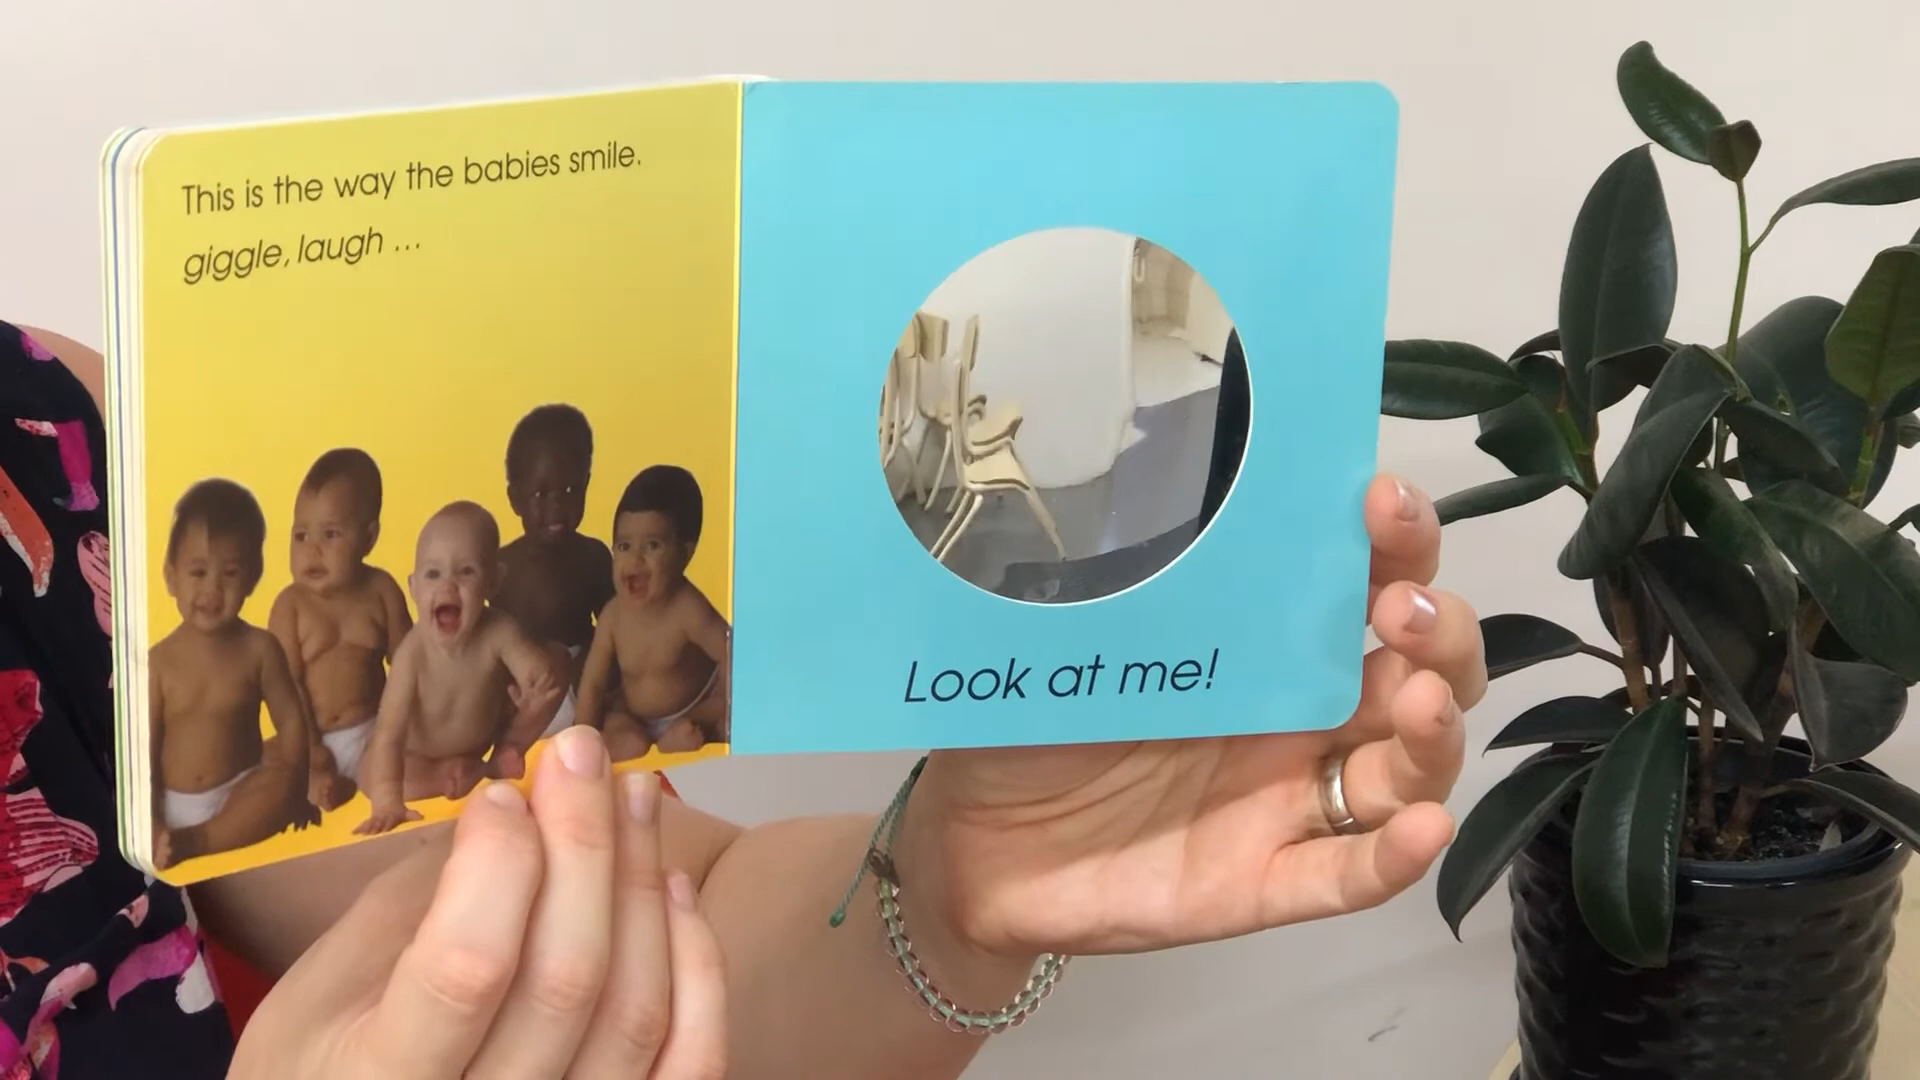 This is the way the babies smile.
giggle, laugh ...
Look at me!